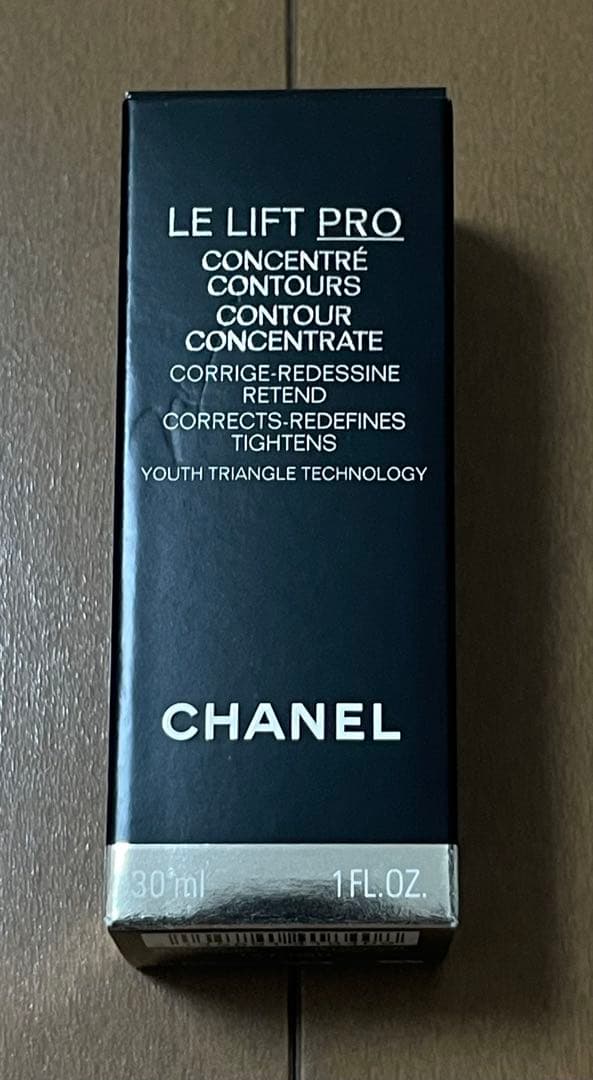 LE LIFT PRO
CONCENTRÉ
CONTOURS
CONTOUR
CONCENTRATE
CORRIGE-REDESSINE
RETEND
CORRECTS-REDEFINES
TIGHTENS
YOUTH TRIANGLE TECHNOLOGY
CHANEL
30 ml 1 FL.OZ.